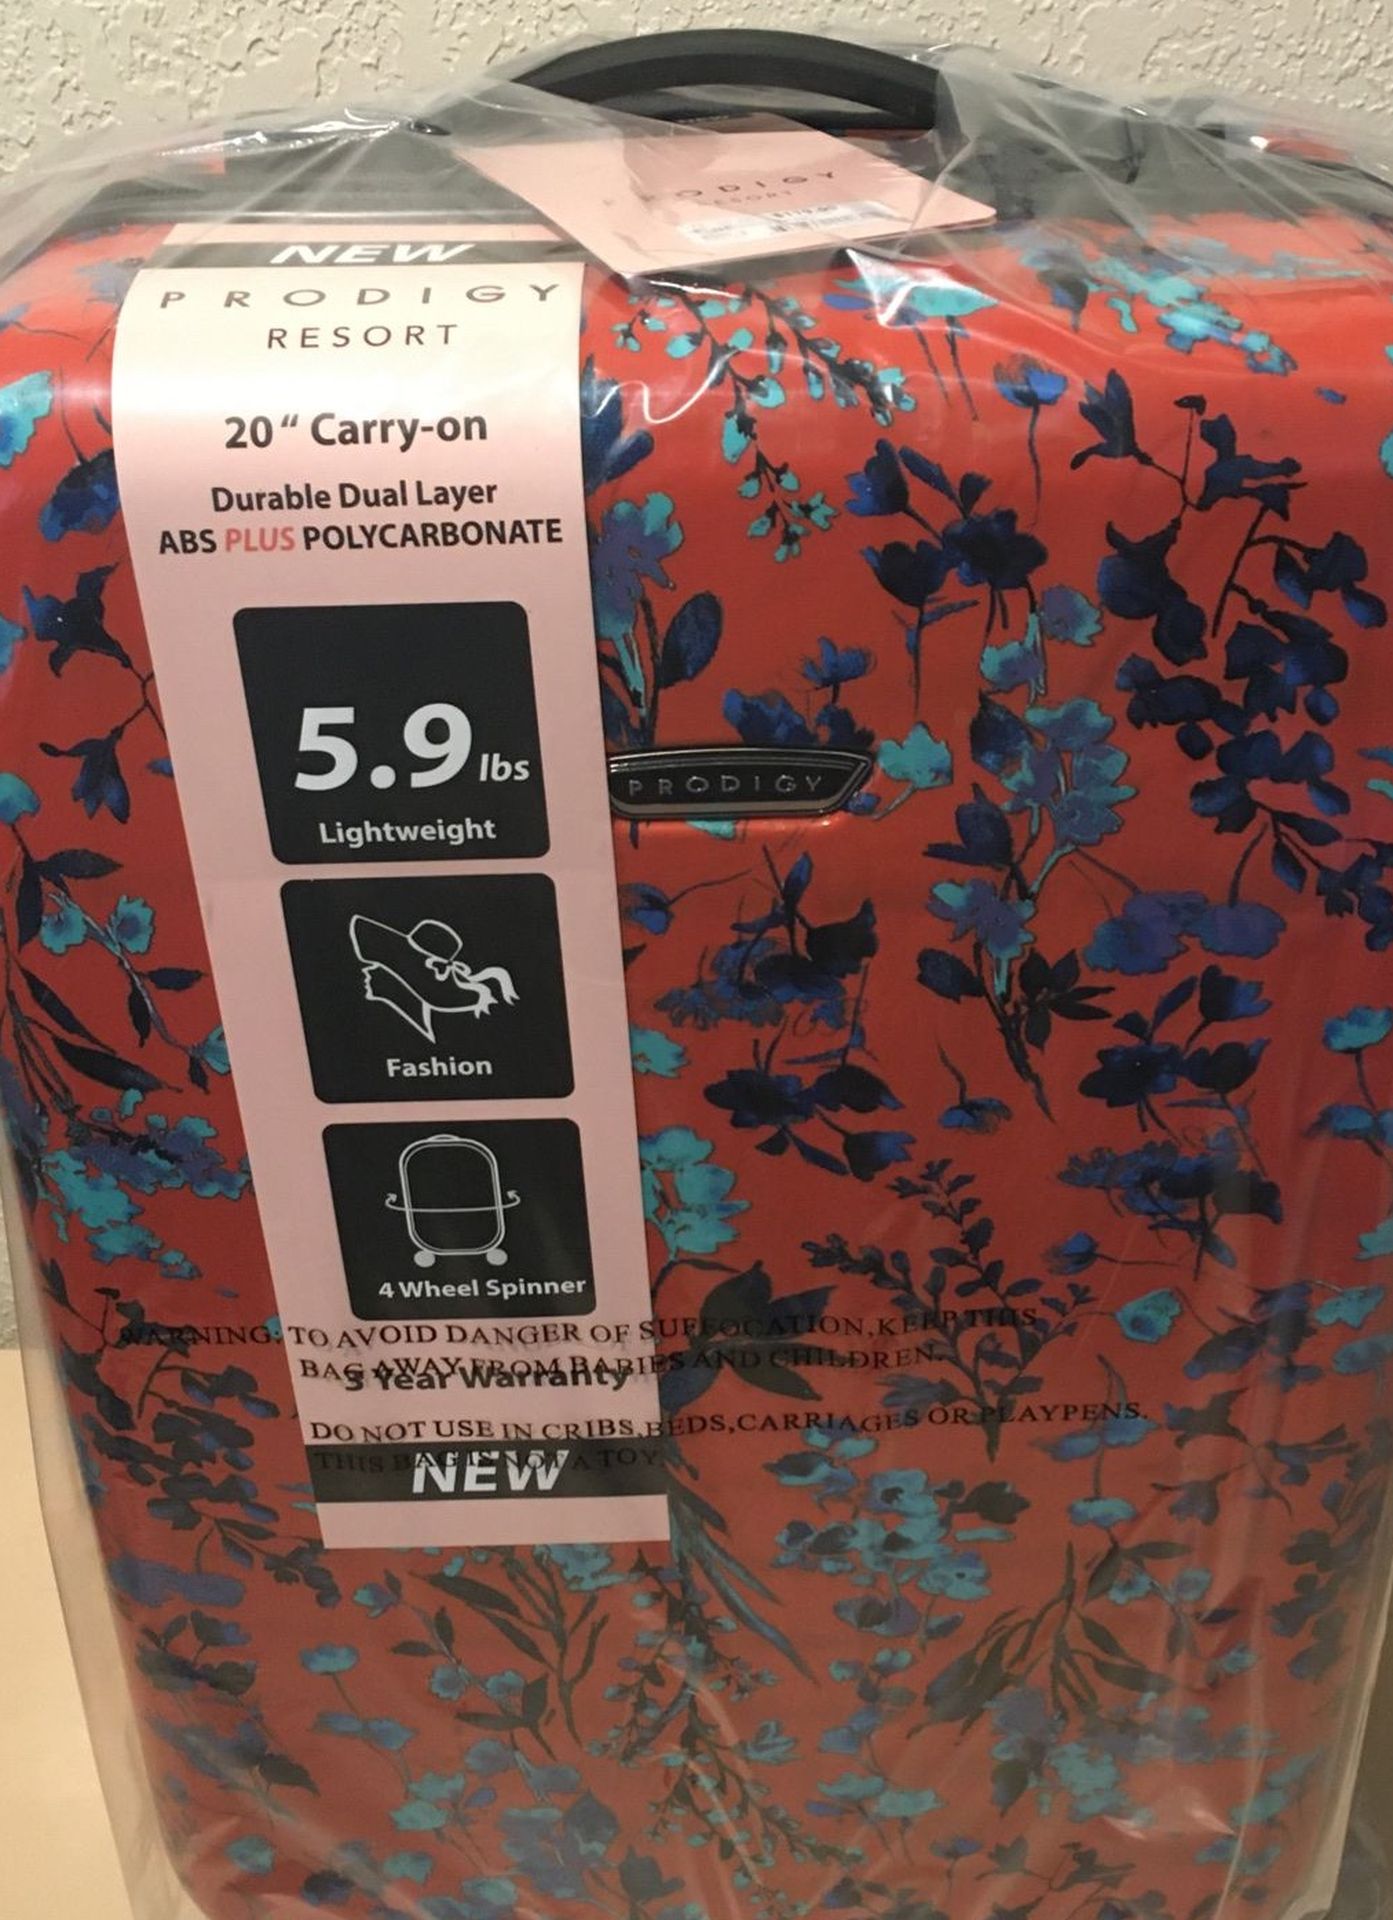 PRODIGY
RESORT
NEW
PRODIGY
RESORT
20 “ Carry-on
Durable Dual Layer
ABS PLUS POLYCARBONATE
5.9 lbs
Lightweight
PRODIGY
Fashion
4 Wheel Spinner
WARNING: TO AVOID DANGER OF SUFFOCATION,KEEP THIS
BAG AWAY FROM BABIES AND CHILDREN.
3 Year Warranty
DO NOT USE IN CRIBS,BEDS,CARRIAGES OR PLAYPENS.
THIS BAG IS NOT A TOY.
NEW